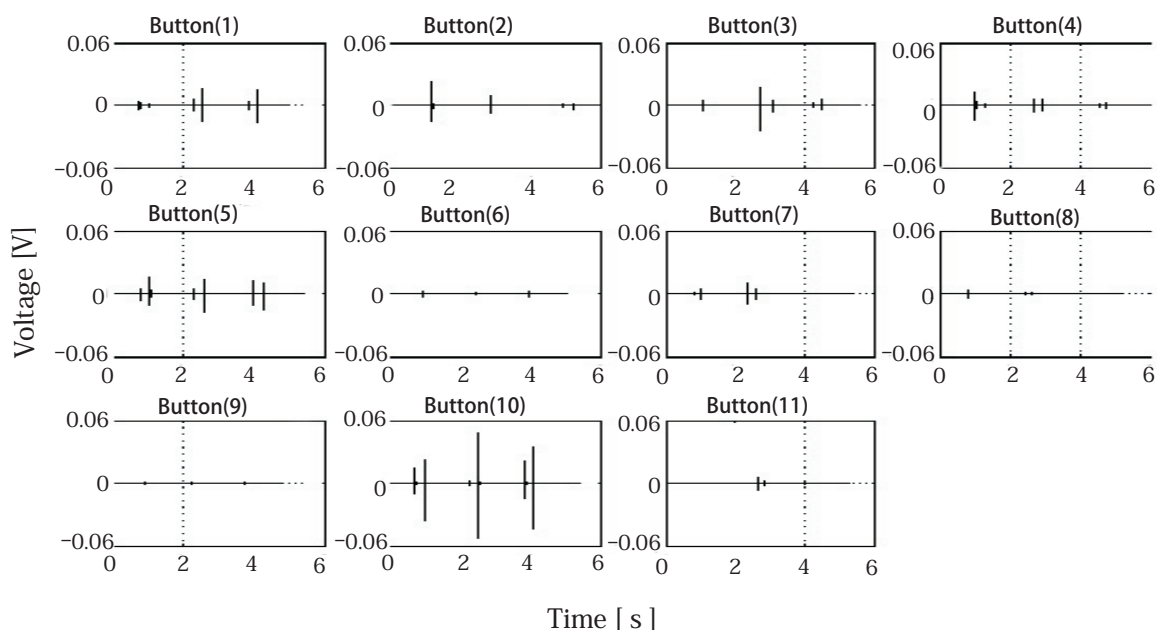 Button(1) Button(2) Button(3) Button(4)
0.06 0.06 0.06 0.06
0 0 0 0
−0.06 −0.06 −0.06 −0.06
0 2 4 6 0 2 4 6 0 2 4 6 0 2 4 6
Button(5) Button(6) Button(7) Button(8)
0.06 0.06 0.06 0.06
0 0 0 0
−0.06 −0.06 −0.06 −0.06
0 2 4 6 0 2 4 6 0 2 4 6 0 2 4 6
Button(9) Button(10) Button(11)
0.06 0.06 0.06
0 0 0
−0.06 −0.06 −0.06
0 2 4 6 0 2 4 6 0 2 4 6
Voltage [V]
Time [ s ]